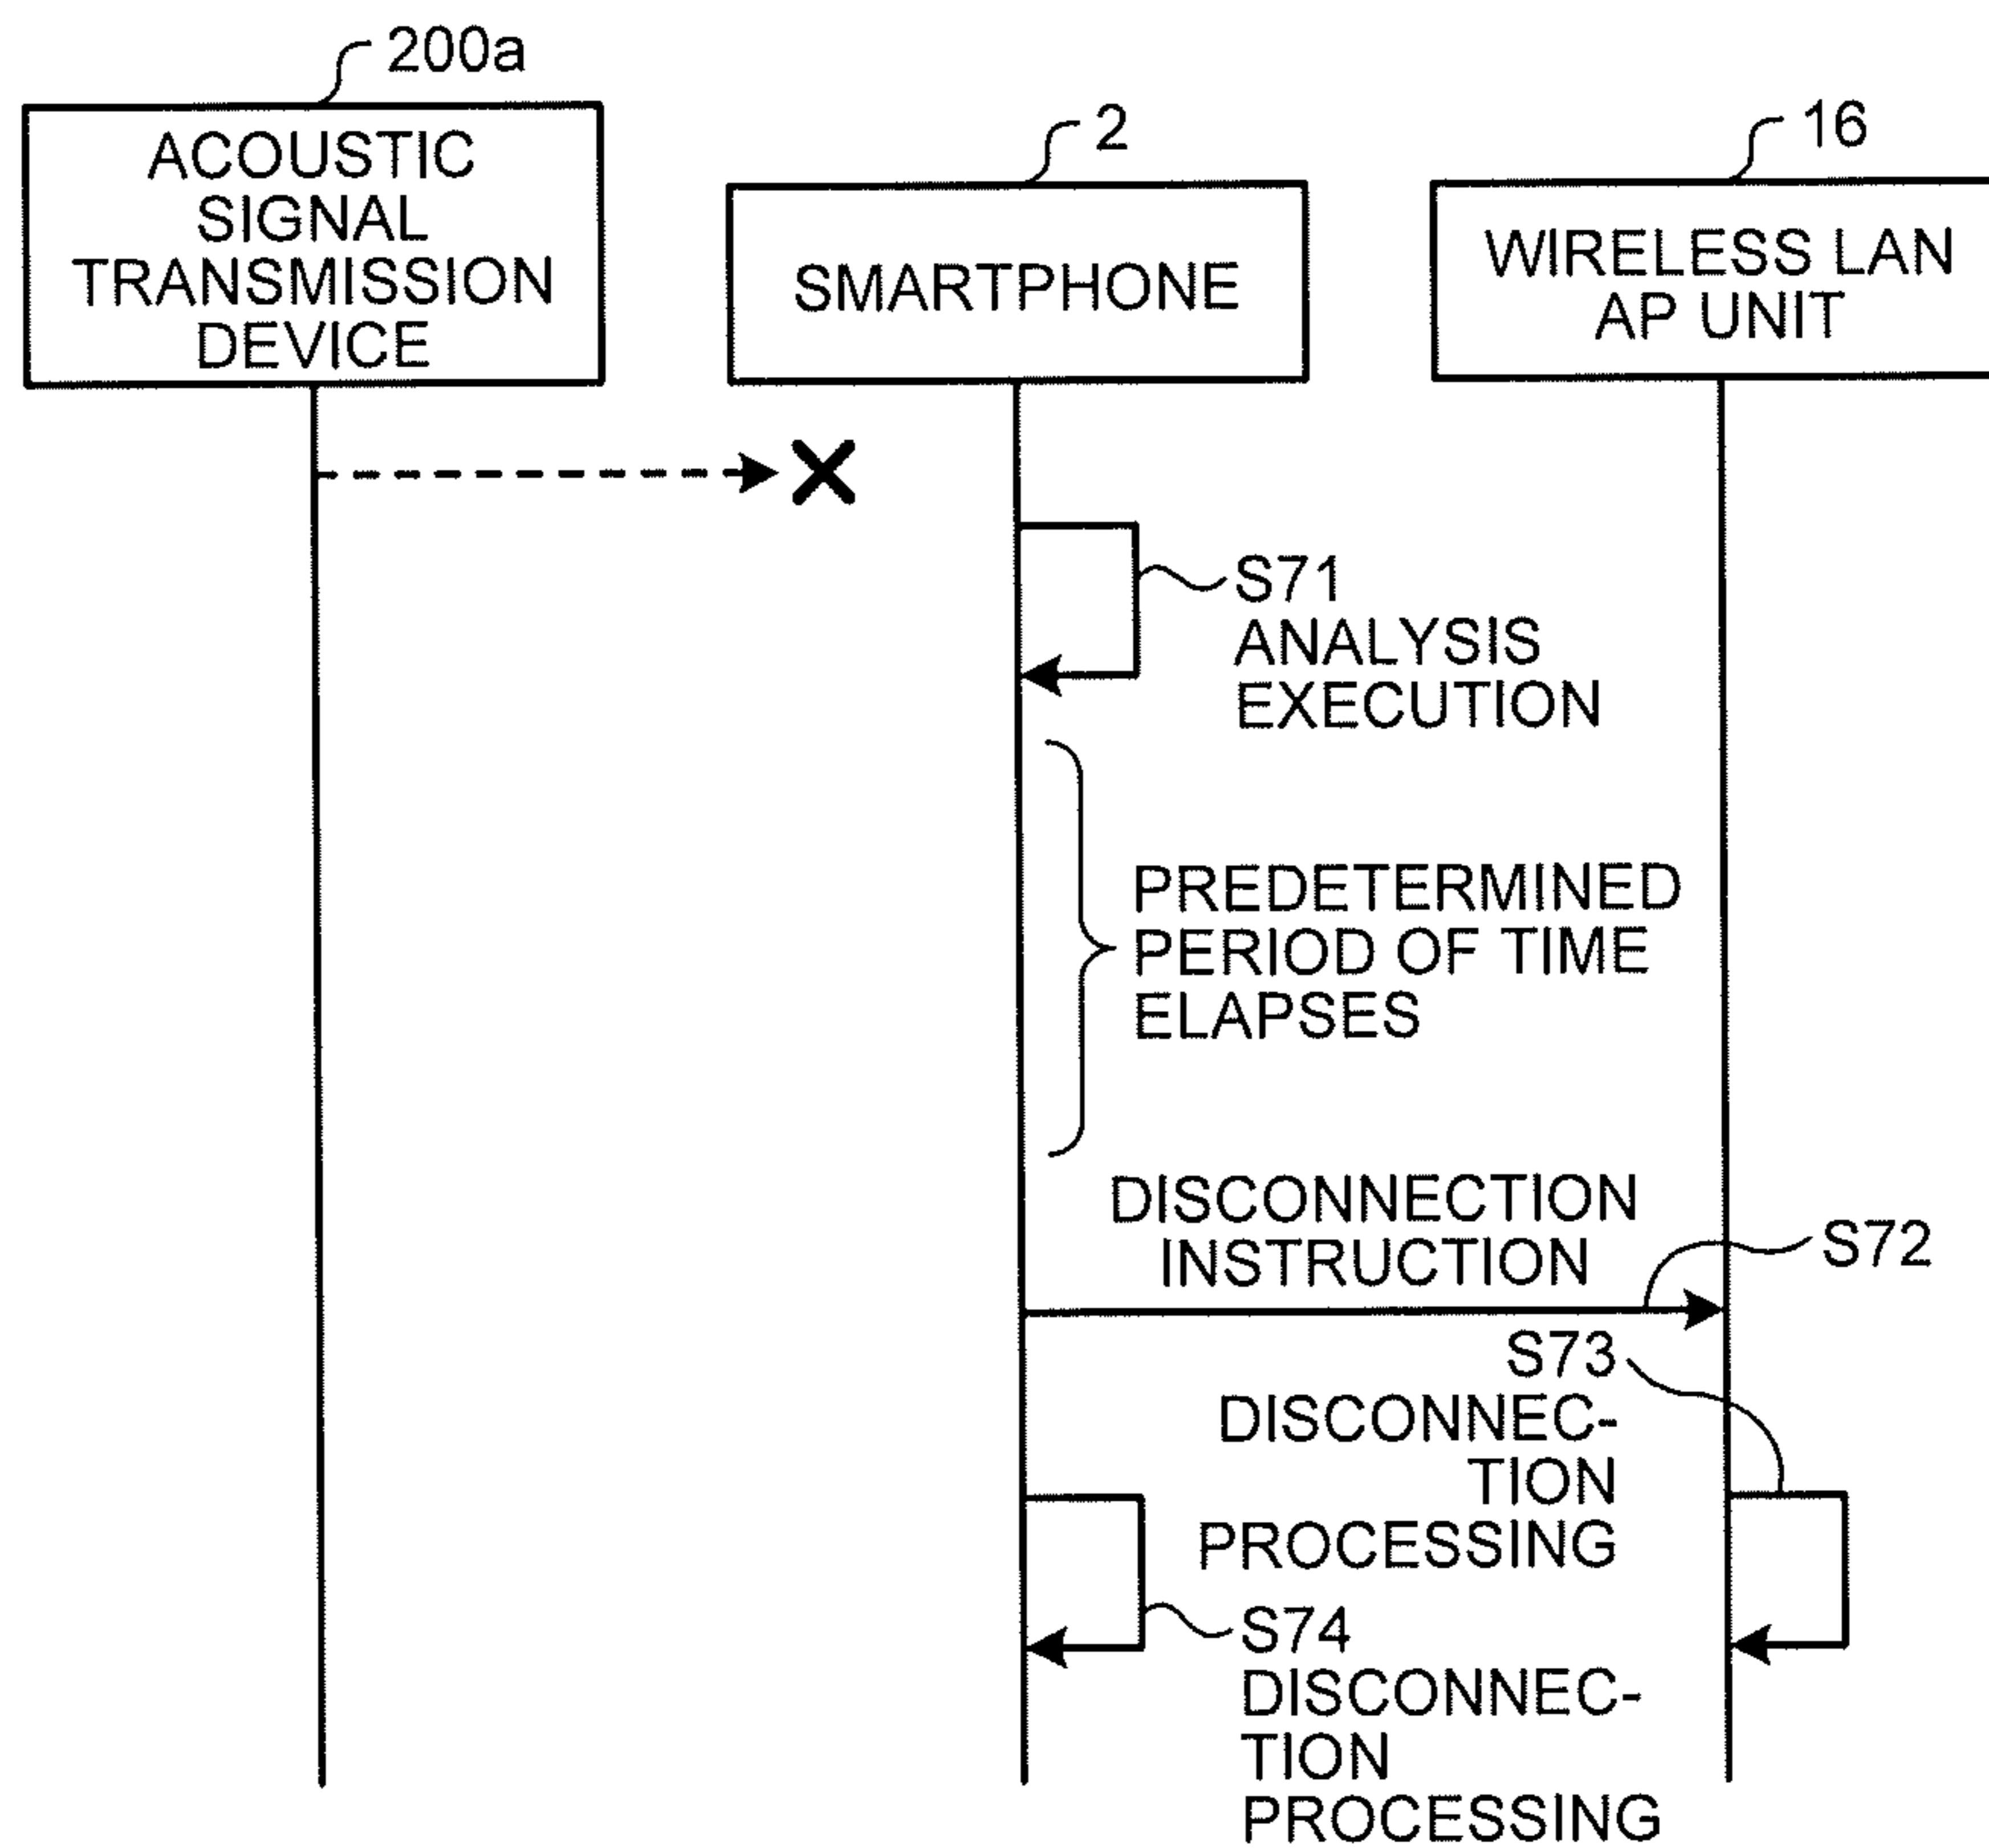 200a
ACOUSTIC
SIGNAL
TRANSMISSION
DEVICE
2
SMARTPHONE
16
WIRELESS LAN
AP UNIT
S71
ANALYSIS
EXECUTION
PREDETERMINED
PERIOD OF TIME
ELAPSES
DISCONNECTION
INSTRUCTION
S72
S73
DISCONNEC-
TION
PROCESSING
S74
DISCONNEC-
TION
PROCESSING